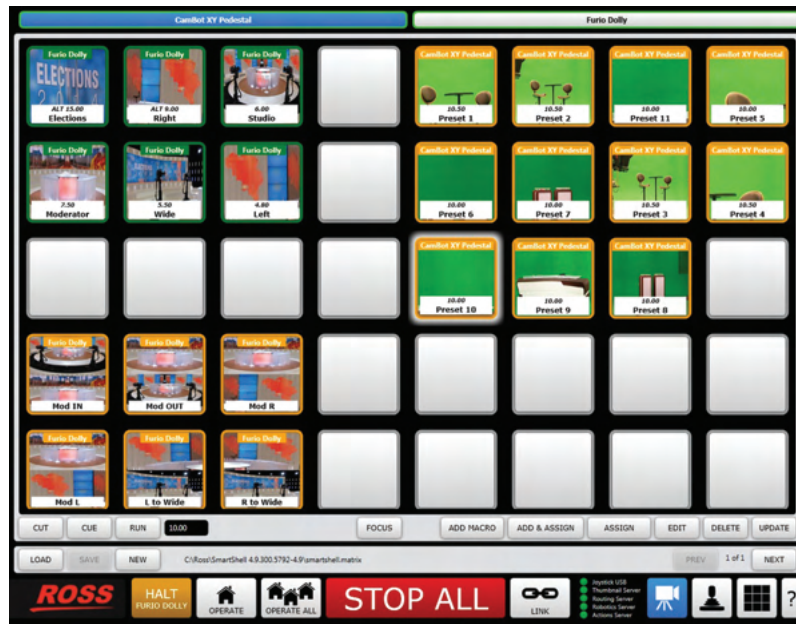 CamBot XY Pedestal
Furio Dolly
Furio Dolly
ELECTIONS
ALT 15.00
Elections
Furio Dolly
ALT 9.00
Right
Furio Dolly
6.00
Studio
CamBot XY Pedestal
10.50
Preset 1
CamBot XY Pedestal
10.50
Preset 2
CamBot XY Pedestal
10.00
Preset 11
CamBot XY Pedestal
10.00
Preset 5
Furio Dolly
7.50
Moderator
Furio Dolly
5.50
Wide
Furio Dolly
4.80
Left
CamBot XY Pedestal
10.00
Preset 6
CamBot XY Pedestal
10.00
Preset 7
CamBot XY Pedestal
10.50
Preset 3
CamBot XY Pedestal
10.50
Preset 4
CamBot XY Pedestal
10.00
Preset 10
CamBot XY Pedestal
10.00
Preset 9
CamBot XY Pedestal
10.00
Preset 8
Furio Dolly
Mod IN
Furio Dolly
Mod OUT
Furio Dolly
Mod R
Furio Dolly
Mod L
Furio Dolly
L to Wide
Furio Dolly
R to Wide
CUT
CUE
RUN
10.00
FOCUS
ADD MACRO
ADD & ASSIGN
ASSIGN
EDIT
DELETE
UPDATE
LOAD
SAVE
NEW
C:\Ross\SmartShell 4.9.300.5792-4.9\smartshell.matrix
PREV
1 of 1
NEXT
ROSS
HALT
FURIO DOLLY
OPERATE
OPERATE ALL
STOP ALL
LINK
Joystick USB
Thumbnail Server
Routing Server
Robotics Server
Actions Server
?